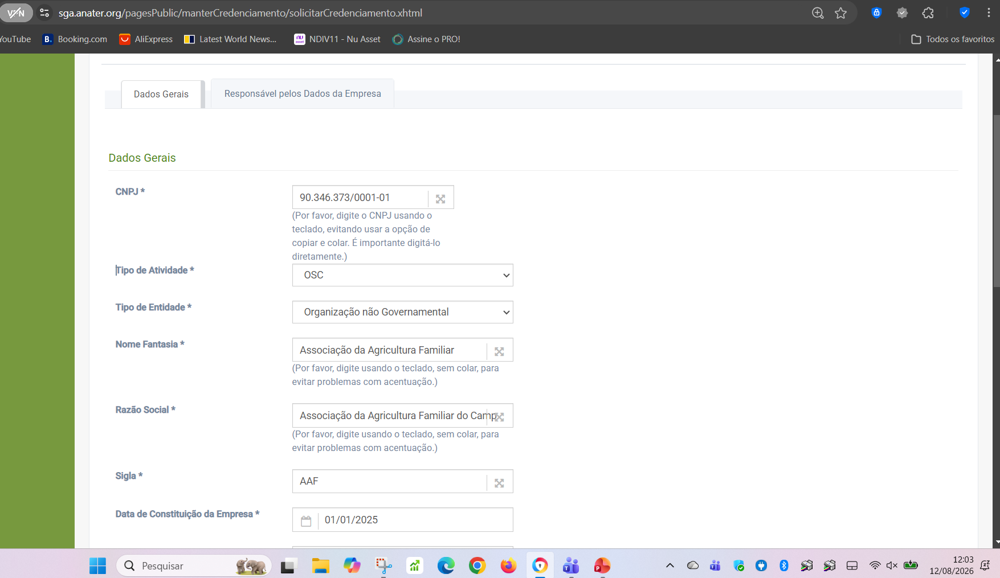 VPN
sga.anater.org/pagesPublic/manterCredenciamento/solicitarCredenciamento.xhtml
YouTube
B. Booking.com
AliExpress
Latest World News...
nu asset NDIV11 - Nu Asset
Assine o PRO!
Todos os favoritos
Dados Gerais
Responsável pelos Dados da Empresa
Dados Gerais
CNPJ *
90.346.373/0001-01
(Por favor, digite o CNPJ usando o
teclado, evitando usar a opção de
copiar e colar. É importante digitá-lo
diretamente.)
Tipo de Atividade *
OSC
Tipo de Entidade *
Organização não Governamental
Nome Fantasia *
Associação da Agricultura Familiar
(Por favor, digite usando o teclado, sem colar, para
evitar problemas com acentuação.)
Razão Social *
Associação da Agricultura Familiar do Camp
(Por favor, digite usando o teclado, sem colar, para
evitar problemas com acentuação.)
Sigla *
AAF
Data de Constituição da Empresa *
01/01/2025
Pesquisar
12:03
12/08/2026